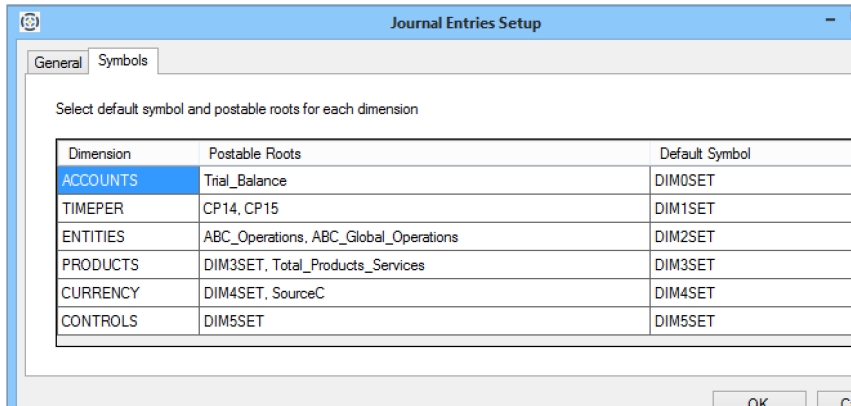 Journal Entries Setup
General Symbols
Select default symbol and postable roots for each dimension
Dimension Postable Roots Default Symbol
ACCOUNTS Trial_Balance DIM0SET
TIMEPER CP14, CP15 DIM1SET
ENTITIES ABC_Operations, ABC_Global_Operations DIM2SET
PRODUCTS DIM3SET, Total_Products_Services DIM3SET
CURRENCY DIM4SET, SourceC DIM4SET
CONTROLS DIM5SET DIM5SET
OK